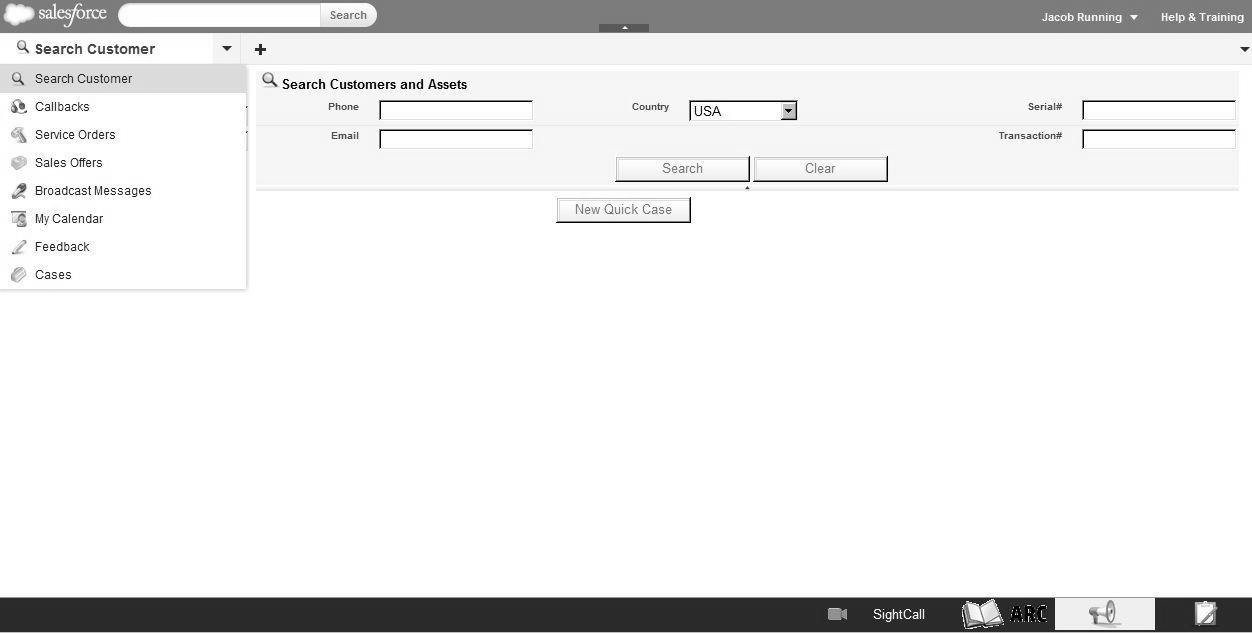 salesforce Search Jacob Running Help & Training
Search Customer
Search Customer
Callbacks
Service Orders
Sales Offers
Broadcast Messages
My Calendar
Feedback
Cases
Search Customers and Assets
Phone Country USA Serial#
Email Transaction#
Search Clear
New Quick Case
SightCall ARC